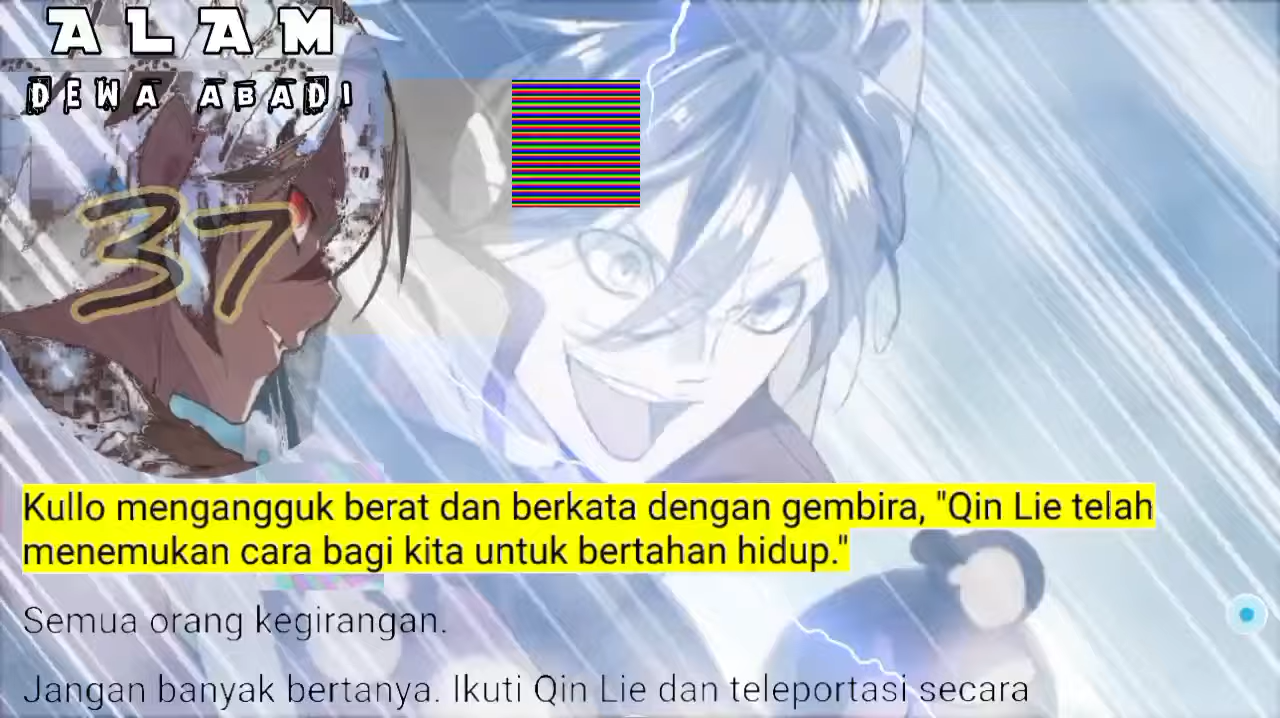 ALAM
DEWA ABADI
37
Kullo mengangguk berat dan berkata dengan gembira, "Qin Lie telah
menemukan cara bagi kita untuk bertahan hidup."
Semua orang kegirangan.
Jangan banyak bertanya. Ikuti Qin Lie dan teleportasi secara